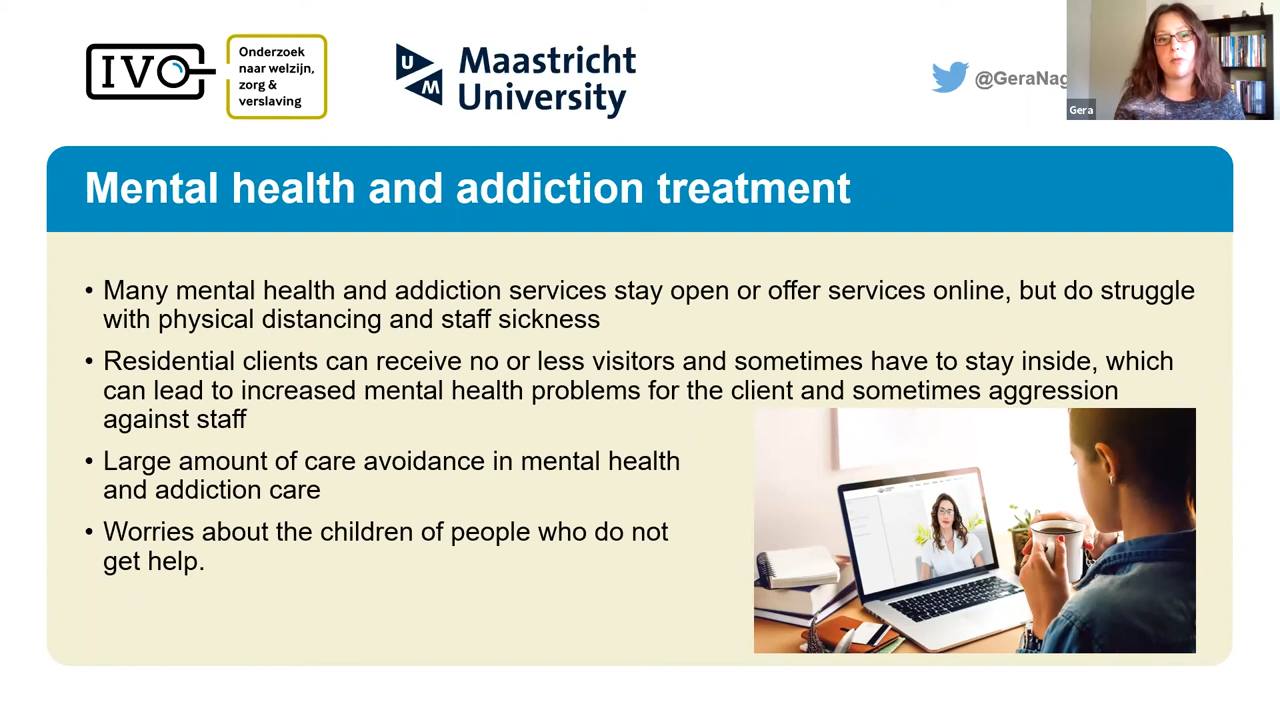 IVO
Onderzoek
naar welzijn,
zorg &
verslaving
UM
Maastricht
University
@GeraNag
Gera
Mental health and addiction treatment
• Many mental health and addiction services stay open or offer services online, but do struggle
with physical distancing and staff sickness
• Residential clients can receive no or less visitors and sometimes have to stay inside, which
can lead to increased mental health problems for the client and sometimes aggression
against staff
• Large amount of care avoidance in mental health
and addiction care
• Worries about the children of people who do not
get help.